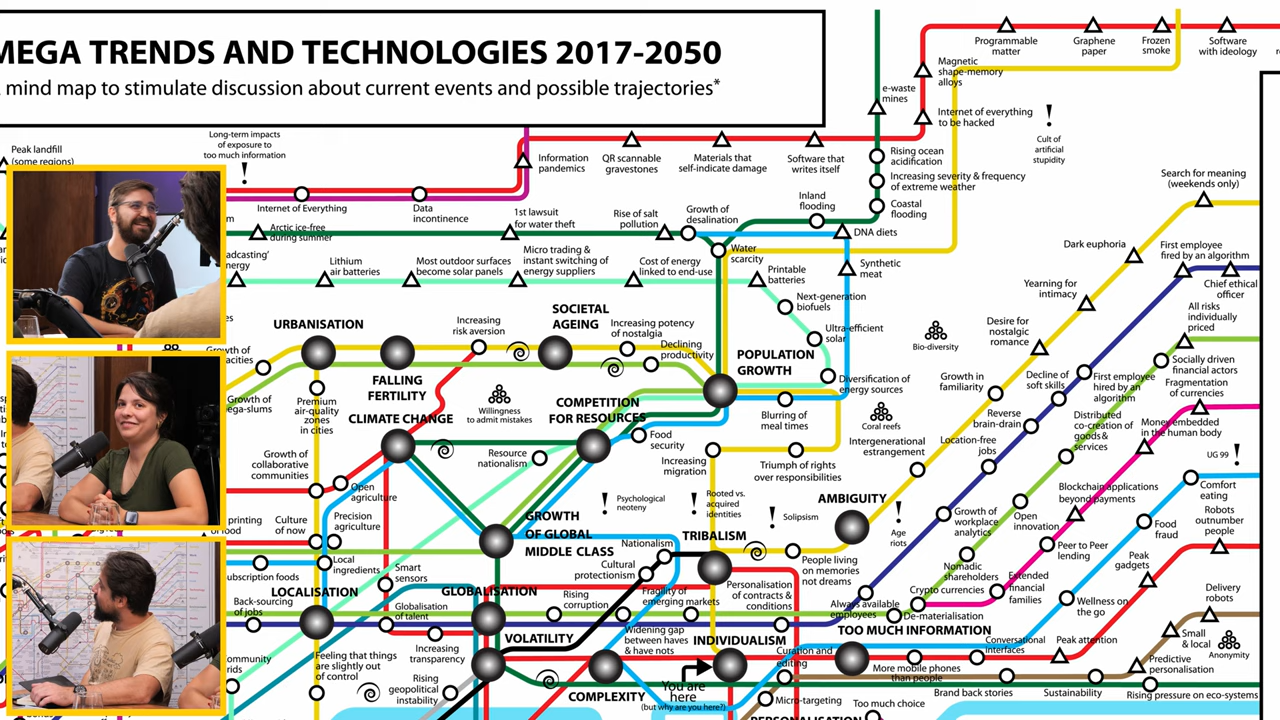 MEGA TRENDS AND TECHNOLOGIES 2017-2050
mind map to stimulate discussion about current events and possible trajectories*
Programmable
matter
Graphene
paper
Frozen
smoke
Software
with ideology
Magnetic
shape-memory
alloys
e-waste
mines
Internet of everything
to be hacked
Cult of
artificial
stupidity
Peak landfill
(some regions)
Long-term impacts
of exposure to
too much information
Information
pandemics
QR scannable
gravestones
Materials that
self-indicate damage
Software that
writes itself
Rising ocean
acidification
Increasing severity & frequency
of extreme weather
Coastal
flooding
Search for meaning
(weekends only)
Internet of Everything
Data
incontinence
1st lawsuit
for water theft
Rise of salt
pollution
Growth of
desalination
Inland
flooding
DNA diets
Arctic ice-free
during summer
Water
scarcity
Dark euphoria
First employee
fired by an algorithm
Lithium
air batteries
Most outdoor surfaces
become solar panels
Micro trading &
instant switching of
energy suppliers
Cost of energy
linked to end-use
Printable
batteries
Synthetic
meat
Yearning for
intimacy
Chief ethical
officer
Next-generation
biofuels
All risks
individually
priced
URBANISATION
Increasing
risk aversion
SOCIETAL
AGEING
Increasing potency
of nostalgia
Declining
productivity
Ultra-efficient
solar
Bio-diversity
Desire for
nostalgic
romance
POPULATION
GROWTH
Socially driven
financial actors
FALLING
FERTILITY
Diversification of
energy sources
Growth in
familiarity
Decline of
soft skills
First employee
hired by an
algorithm
Fragmentation
of currencies
Premium
air-quality
zones
in cities
CLIMATE CHANGE
Willingness
to admit mistakes
COMPETITION
FOR RESOURCES
Blurring of
meal times
Coral reefs
Reverse
brain-drain
Distributed
co-creation of
goods &
services
Money embedded
in the human body
Food
security
Intergenerational
estrangement
Location-free
jobs
UG 99
Growth of
collaborative
communities
Resource
nationalism
Increasing
migration
Triumph of rights
over responsibilities
Open
agriculture
Blockchain applications
beyond payments
Comfort
eating
Psychological
neoteny
Rooted vs.
acquired
identities
Solipsism
AMBIGUITY
Age
riots
Growth of
workplace
analytics
Open
innovation
Food
fraud
Robots
outnumber
people
Culture
of now
Precision
agriculture
GROWTH
OF GLOBAL
MIDDLE CLASS
Nationalism
TRIBALISM
Cultural
protectionism
People living
on memories
not dreams
Nomadic
shareholders
Peer to Peer
lending
Peak
gadgets
Local
ingredients
Smart
sensors
LOCALISATION
GLOBALISATION
Personalisation
of contracts &
conditions
Fragility of
emerging markets
Rising
corruption
Always available
employees
Crypto currencies
Extended
financial
families
Wellness on
the go
Delivery
robots
Back-sourcing
of jobs
Globalisation
of talent
De-materialisation
VOLATILITY
Increasing
transparency
Widening gap
between haves
& have nots
INDIVIDUALISM
TOO MUCH INFORMATION
Conversational
interfaces
Peak attention
Small
& local
Anonymity
Feeling that things
are slightly out
of control
Curation and
editing
More mobile phones
than people
Predictive
personalisation
Rising
geopolitical
instability
COMPLEXITY
You are
here
(but why are you here?)
Micro-targeting
Brand back stories
Sustainability
Rising pressure on eco-systems
Too much choice